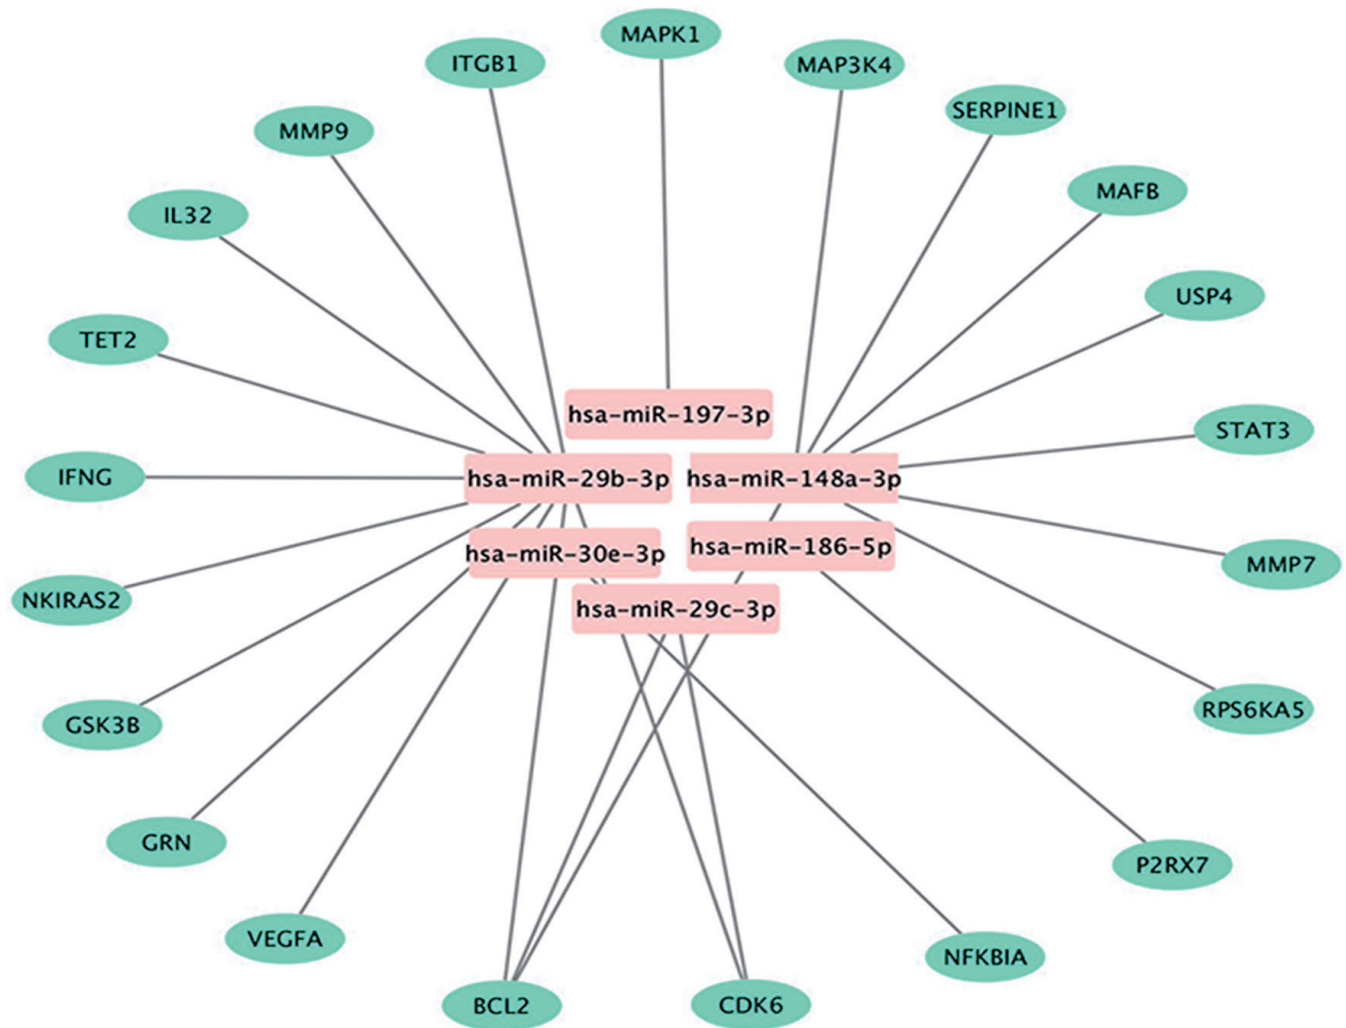 MAPK1
ITGB1
MAP3K4
SERPINE1
MMP9
MAFB
IL32
USP4
TET2
hsa-miR-197-3p
STAT3
IFNG
hsa-miR-29b-3p
hsa-miR-148a-3p
hsa-miR-30e-3p
hsa-miR-186-5p
MMP7
NKIRAS2
hsa-miR-29c-3p
RPS6KA5
GSK3B
GRN
P2RX7
VEGFA
NFKBIA
BCL2
CDK6